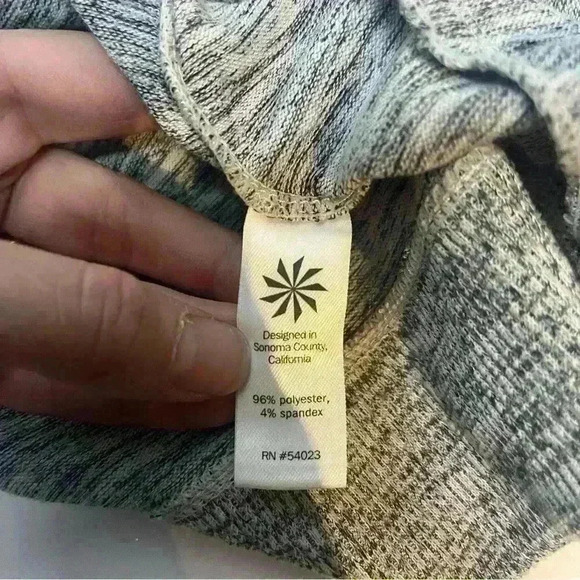 Designed in
Sonoma County,
California
96% polyester,
4% spandex
RN #54023